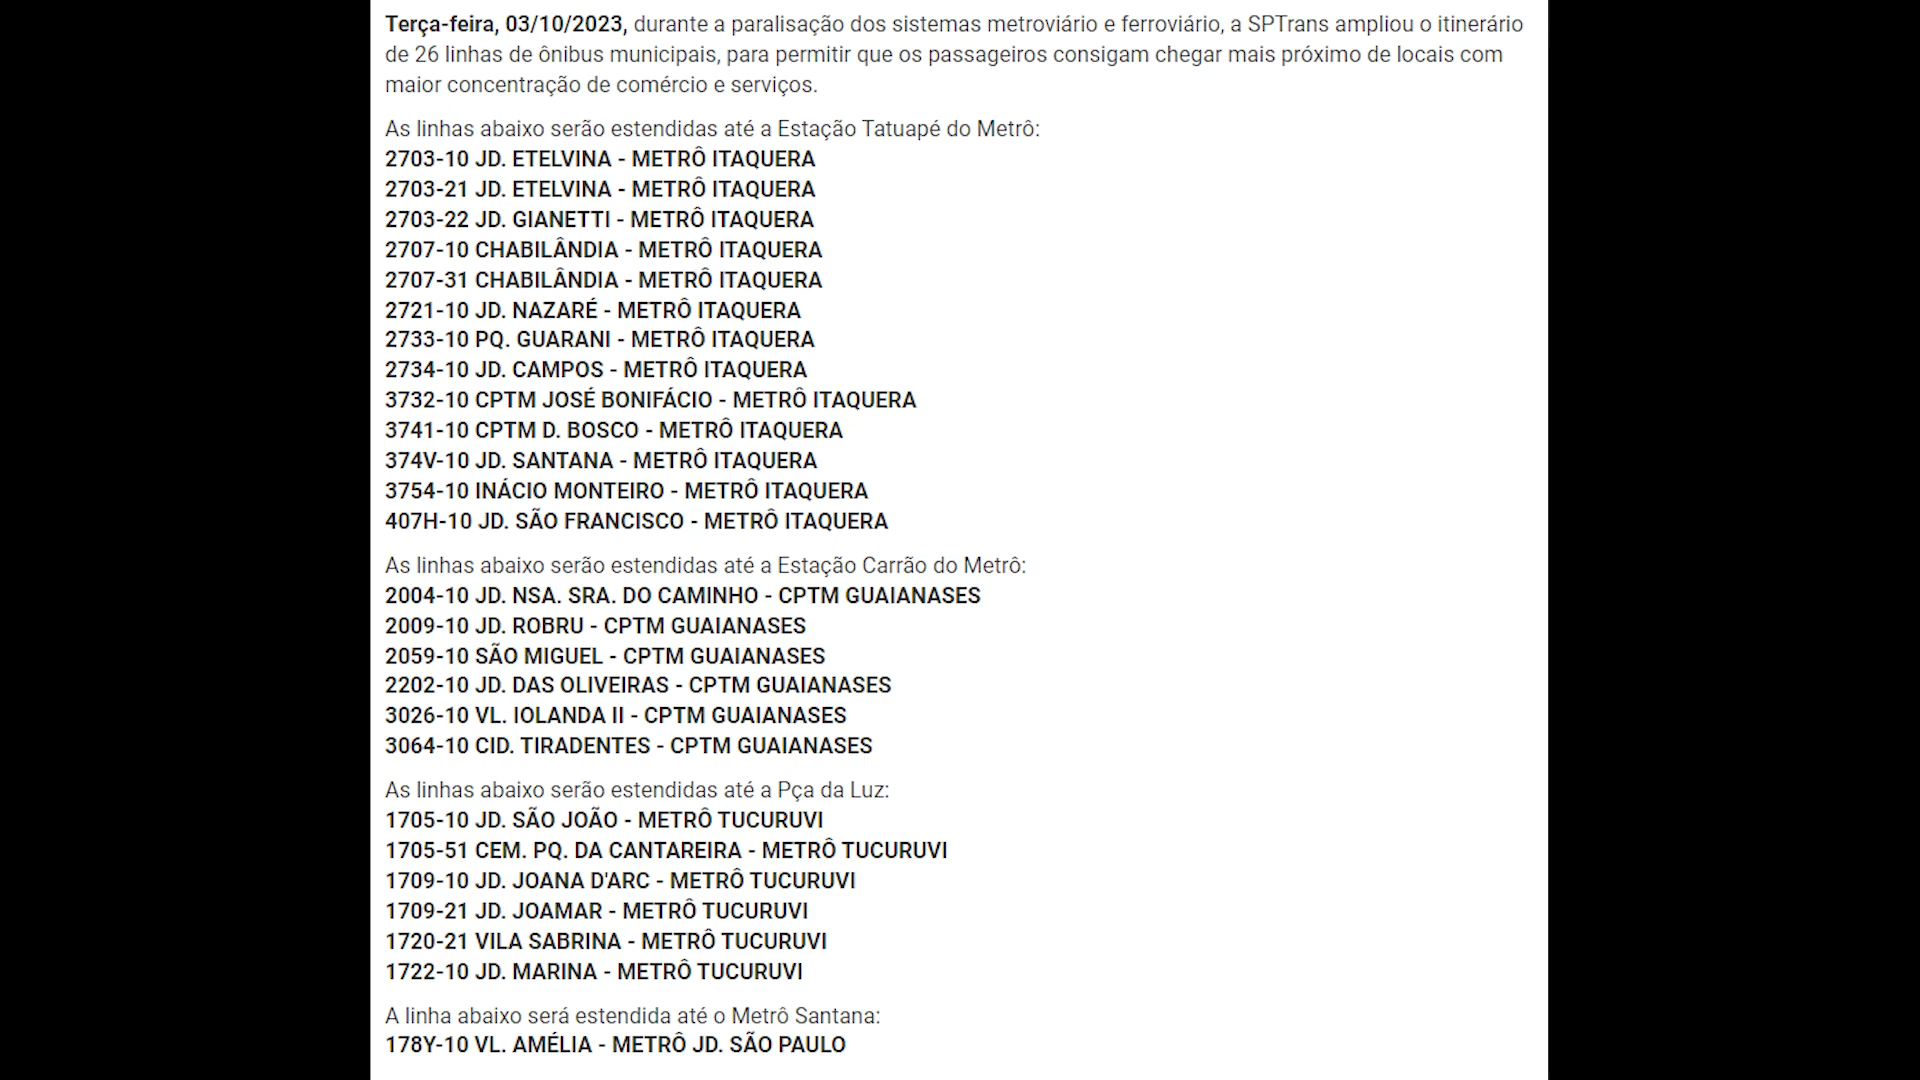 Terça-feira, 03/10/2023, durante a paralisação dos sistemas metroviário e ferroviário, a SPTrans ampliou o itinerário
de 26 linhas de ônibus municipais, para permitir que os passageiros consigam chegar mais próximo de locais com
maior concentração de comércio e serviços.
As linhas abaixo serão estendidas até a Estação Tatuapé do Metrô:
2703-10 JD. ETELVINA - METRÔ ITAQUERA
2703-21 JD. ETELVINA - METRÔ ITAQUERA
2703-22 JD. GIANETTI - METRÔ ITAQUERA
2707-10 CHABILÂNDIA - METRÔ ITAQUERA
2707-31 CHABILÂNDIA - METRÔ ITAQUERA
2721-10 JD. NAZARÉ - METRÔ ITAQUERA
2733-10 PQ. GUARANI - METRÔ ITAQUERA
2734-10 JD. CAMPOS - METRÔ ITAQUERA
3732-10 CPTM JOSÉ BONIFÁCIO - METRÔ ITAQUERA
3741-10 CPTM D. BOSCO - METRÔ ITAQUERA
374V-10 JD. SANTANA - METRÔ ITAQUERA
3754-10 INÁCIO MONTEIRO - METRÔ ITAQUERA
407H-10 JD. SÃO FRANCISCO - METRÔ ITAQUERA
As linhas abaixo serão estendidas até a Estação Carrão do Metrô:
2004-10 JD. NSA. SRA. DO CAMINHO - CPTM GUAIANASES
2009-10 JD. ROBRU - CPTM GUAIANASES
2059-10 SÃO MIGUEL - CPTM GUAIANASES
2202-10 JD. DAS OLIVEIRAS - CPTM GUAIANASES
3026-10 VL. IOLANDA II - CPTM GUAIANASES
3064-10 CID. TIRADENTES - CPTM GUAIANASES
As linhas abaixo serão estendidas até a Pça da Luz:
1705-10 JD. SÃO JOÃO - METRÔ TUCURUVI
1705-51 CEM. PQ. DA CANTAREIRA - METRÔ TUCURUVI
1709-10 JD. JOANA D'ARC - METRÔ TUCURUVI
1709-21 JD. JOAMAR - METRÔ TUCURUVI
1720-21 VILA SABRINA - METRÔ TUCURUVI
1722-10 JD. MARINA - METRÔ TUCURUVI
A linha abaixo será estendida até o Metrô Santana:
178Y-10 VL. AMÉLIA - METRÔ JD. SÃO PAULO